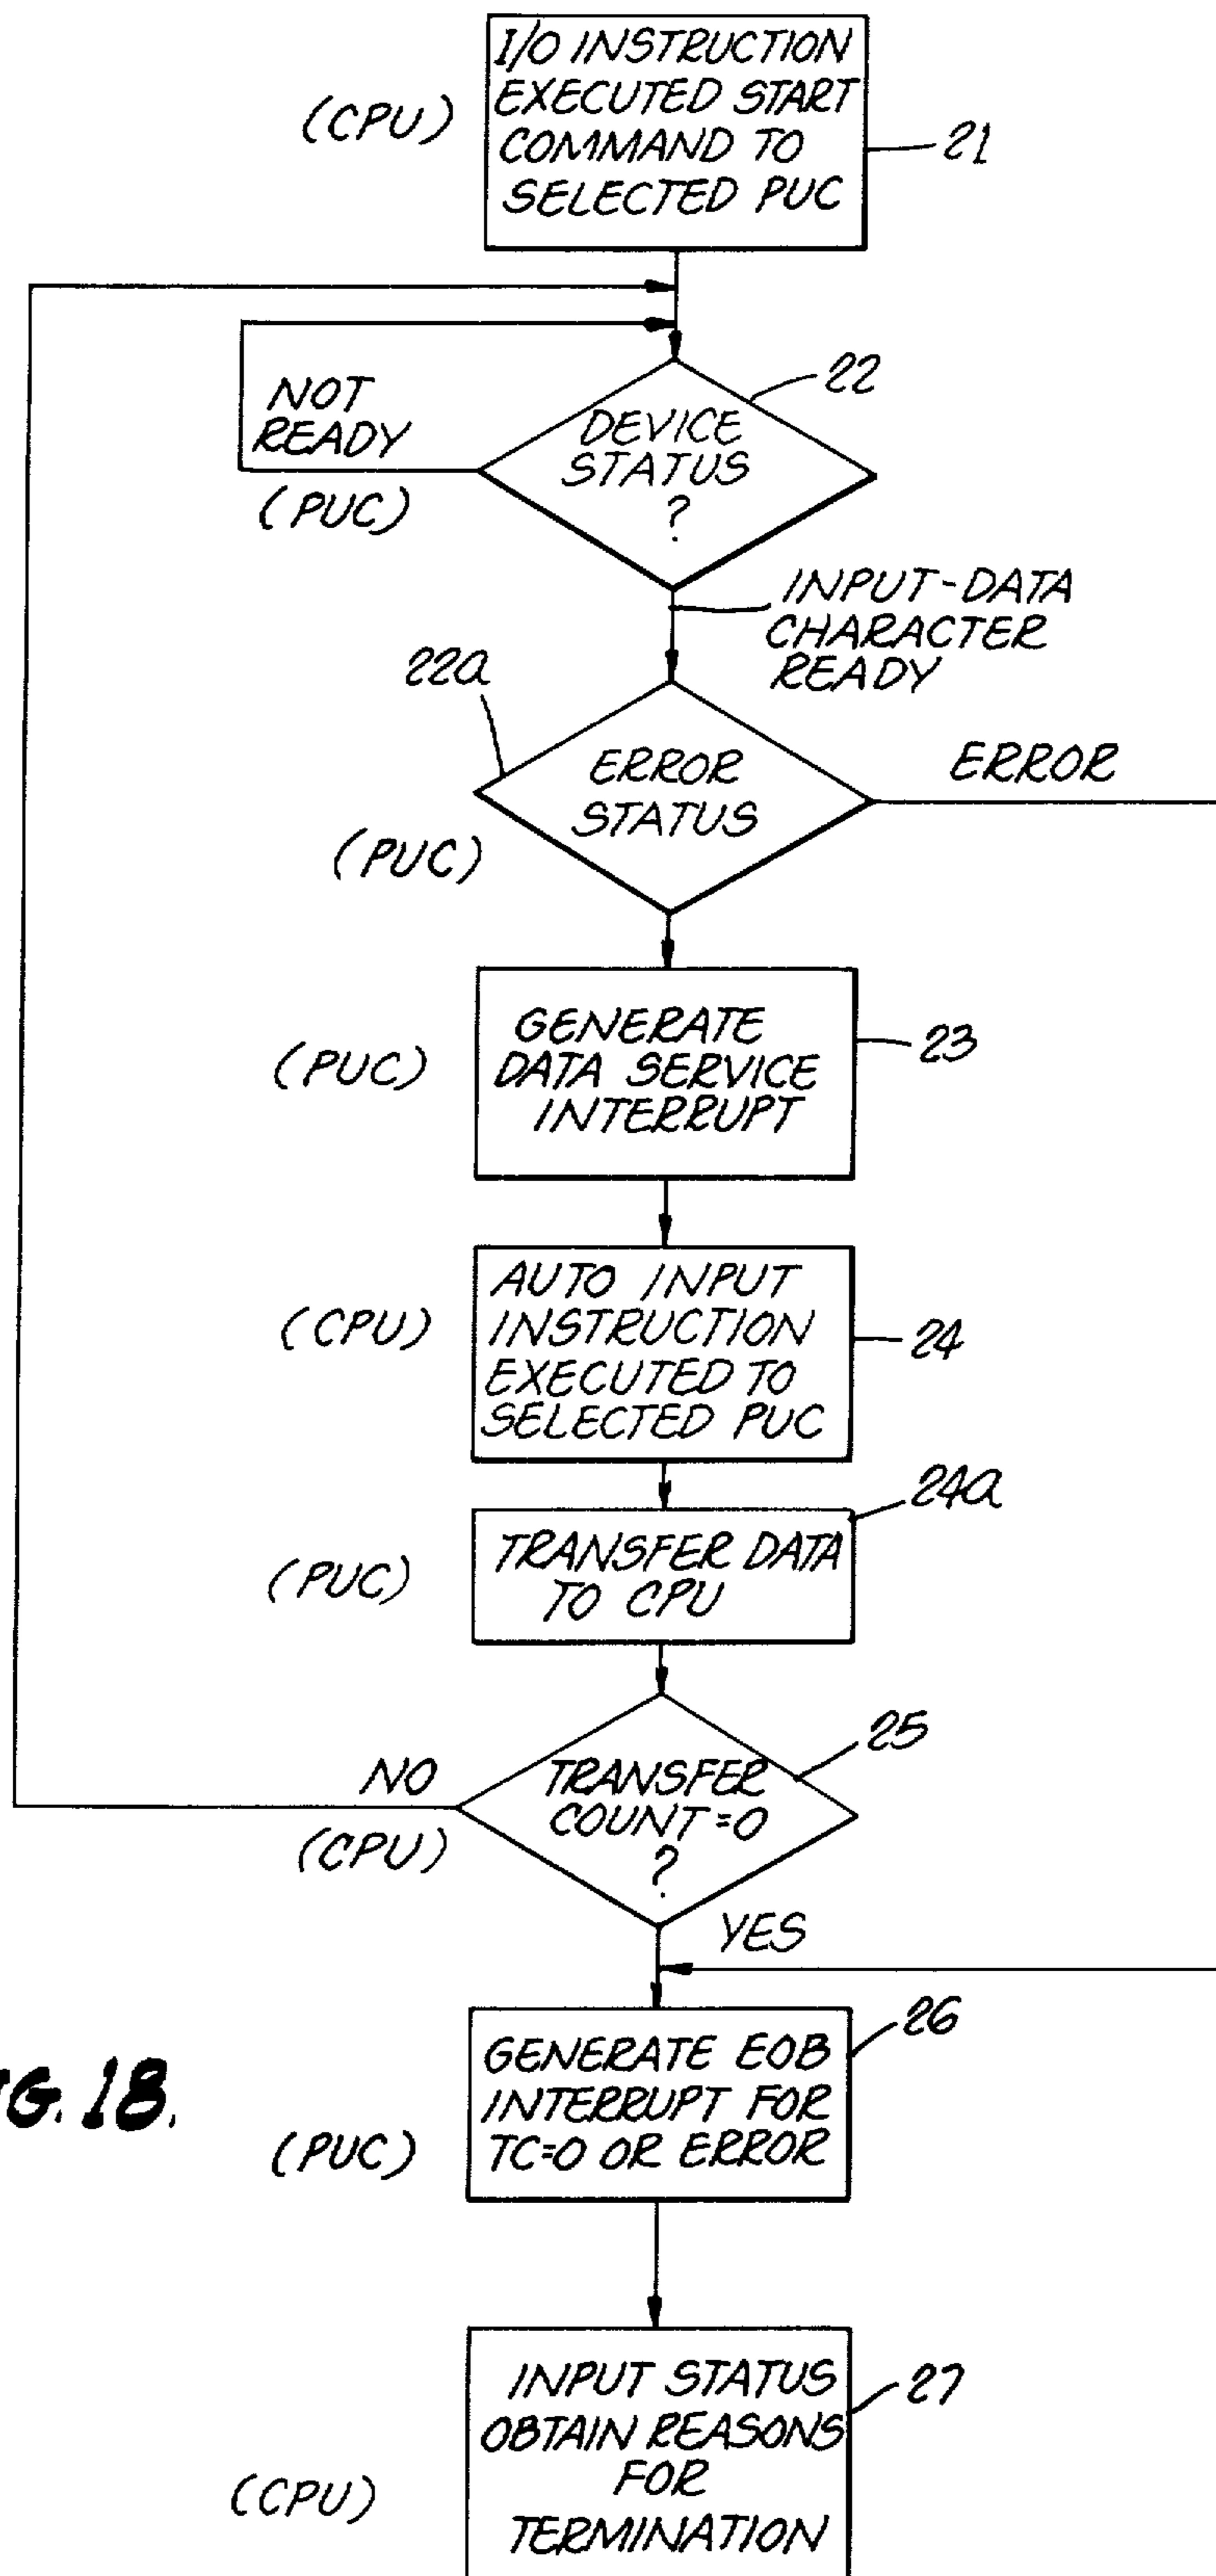 I/O INSTRUCTION
EXECUTED START
COMMAND TO
SELECTED PUC
(CPU)
21
NOT
READY
(PUC)
DEVICE
STATUS
?
22
INPUT-DATA
CHARACTER
READY
22a
ERROR
STATUS
ERROR
(PUC)
GENERATE
DATA SERVICE
INTERRUPT
(PUC)
23
AUTO INPUT
INSTRUCTION
EXECUTED TO
SELECTED PUC
(CPU)
24
24a
TRANSFER DATA
TO CPU
(PUC)
25
TRANSFER
COUNT=0
?
NO
(CPU)
YES
26
GENERATE EOB
INTERRUPT FOR
TC=0 OR ERROR
(PUC)
G. 18.
27
INPUT STATUS
OBTAIN REASONS
FOR
TERMINATION
(CPU)